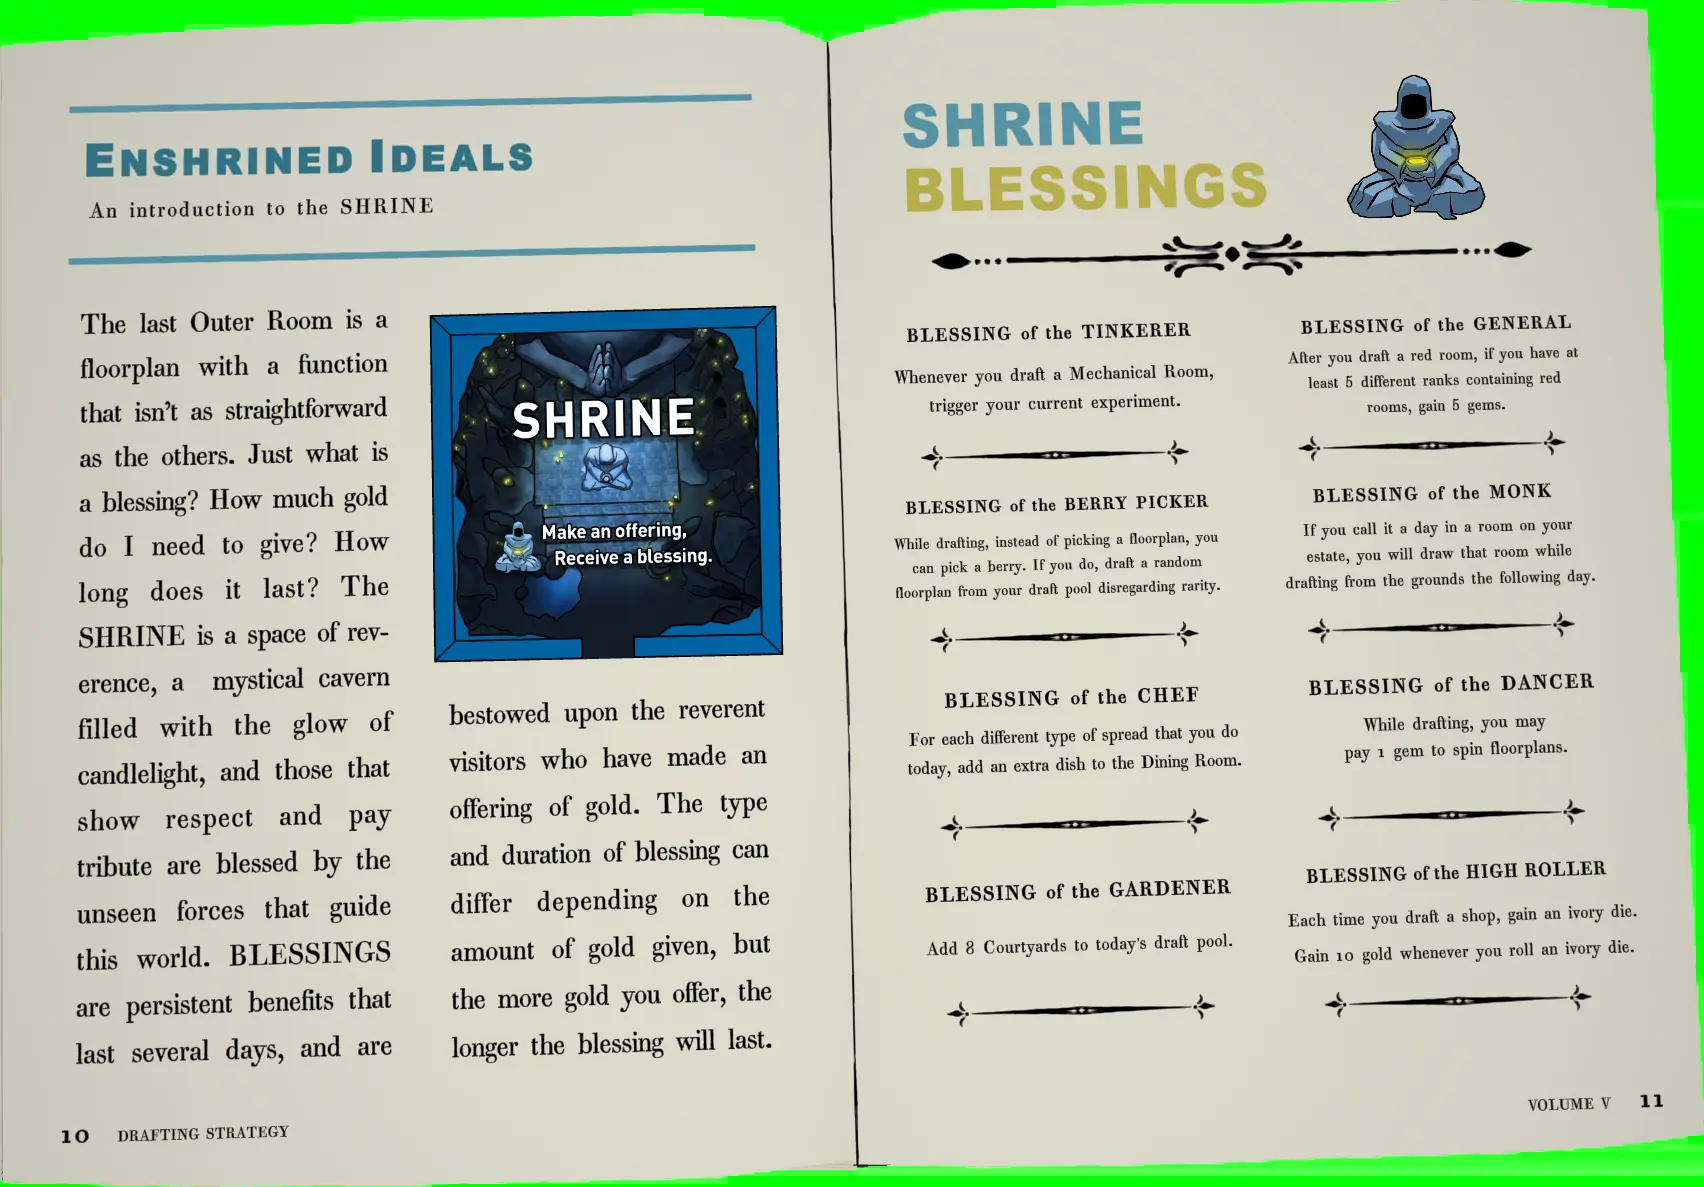 ENSHRINED IDEALS
An introduction to the SHRINE
The last Outer Room is a
floorplan with a function
that isn't as straightforward
as the others. Just what is
a blessing? How much gold
do I need to give? How
long does it last? The
SHRINE is a space of rev-
erence, a mystical cavern
filled with the glow of
candlelight, and those that
show respect and pay
tribute are blessed by the
unseen forces that guide
this world. BLESSINGS
are persistent benefits that
last several days, and are
SHRINE
Make an offering,
Receive a blessing.
bestowed upon the reverent
visitors who have made an
offering of gold. The type
and duration of blessing can
differ depending on the
amount of gold given, but
the more gold you offer, the
longer the blessing will last.
10 DRAFTING STRATEGY
SHRINE
BLESSINGS
BLESSING of the TINKERER
Whenever you draft a Mechanical Room,
trigger your current experiment.
BLESSING of the BERRY PICKER
While drafting, instead of picking a floorplan, you
can pick a berry. If you do, draft a random
floorplan from your draft pool disregarding rarity.
BLESSING of the CHEF
For each different type of spread that you do
today, add an extra dish to the Dining Room.
BLESSING of the GARDENER
Add 8 Courtyards to today's draft pool.
BLESSING of the GENERAL
After you draft a red room, if you have at
least 5 different ranks containing red
rooms, gain 5 gems.
BLESSING of the MONK
If you call it a day in a room on your
estate, you will draw that room while
drafting from the grounds the following day.
BLESSING of the DANCER
While drafting, you may
pay 1 gem to spin floorplans.
BLESSING of the HIGH ROLLER
Each time you draft a shop, gain an ivory die.
Gain 10 gold whenever you roll an ivory die.
VOLUME V 11